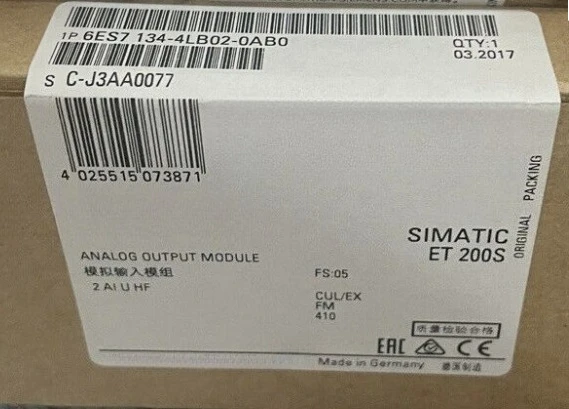 1P 6ES7 134-4LB02-0AB0
QTY:1
03.2017
S C-J3AA0077
4 025515 073871
SIMATIC
ET 200S
ORIGINAL PACKING
ANALOG OUTPUT MODULE
模拟输入模组
2 AI U HF
FS:05
CUL/EX
FM
410
质量检验合格
EAC CE
Made in Germany 德国制造